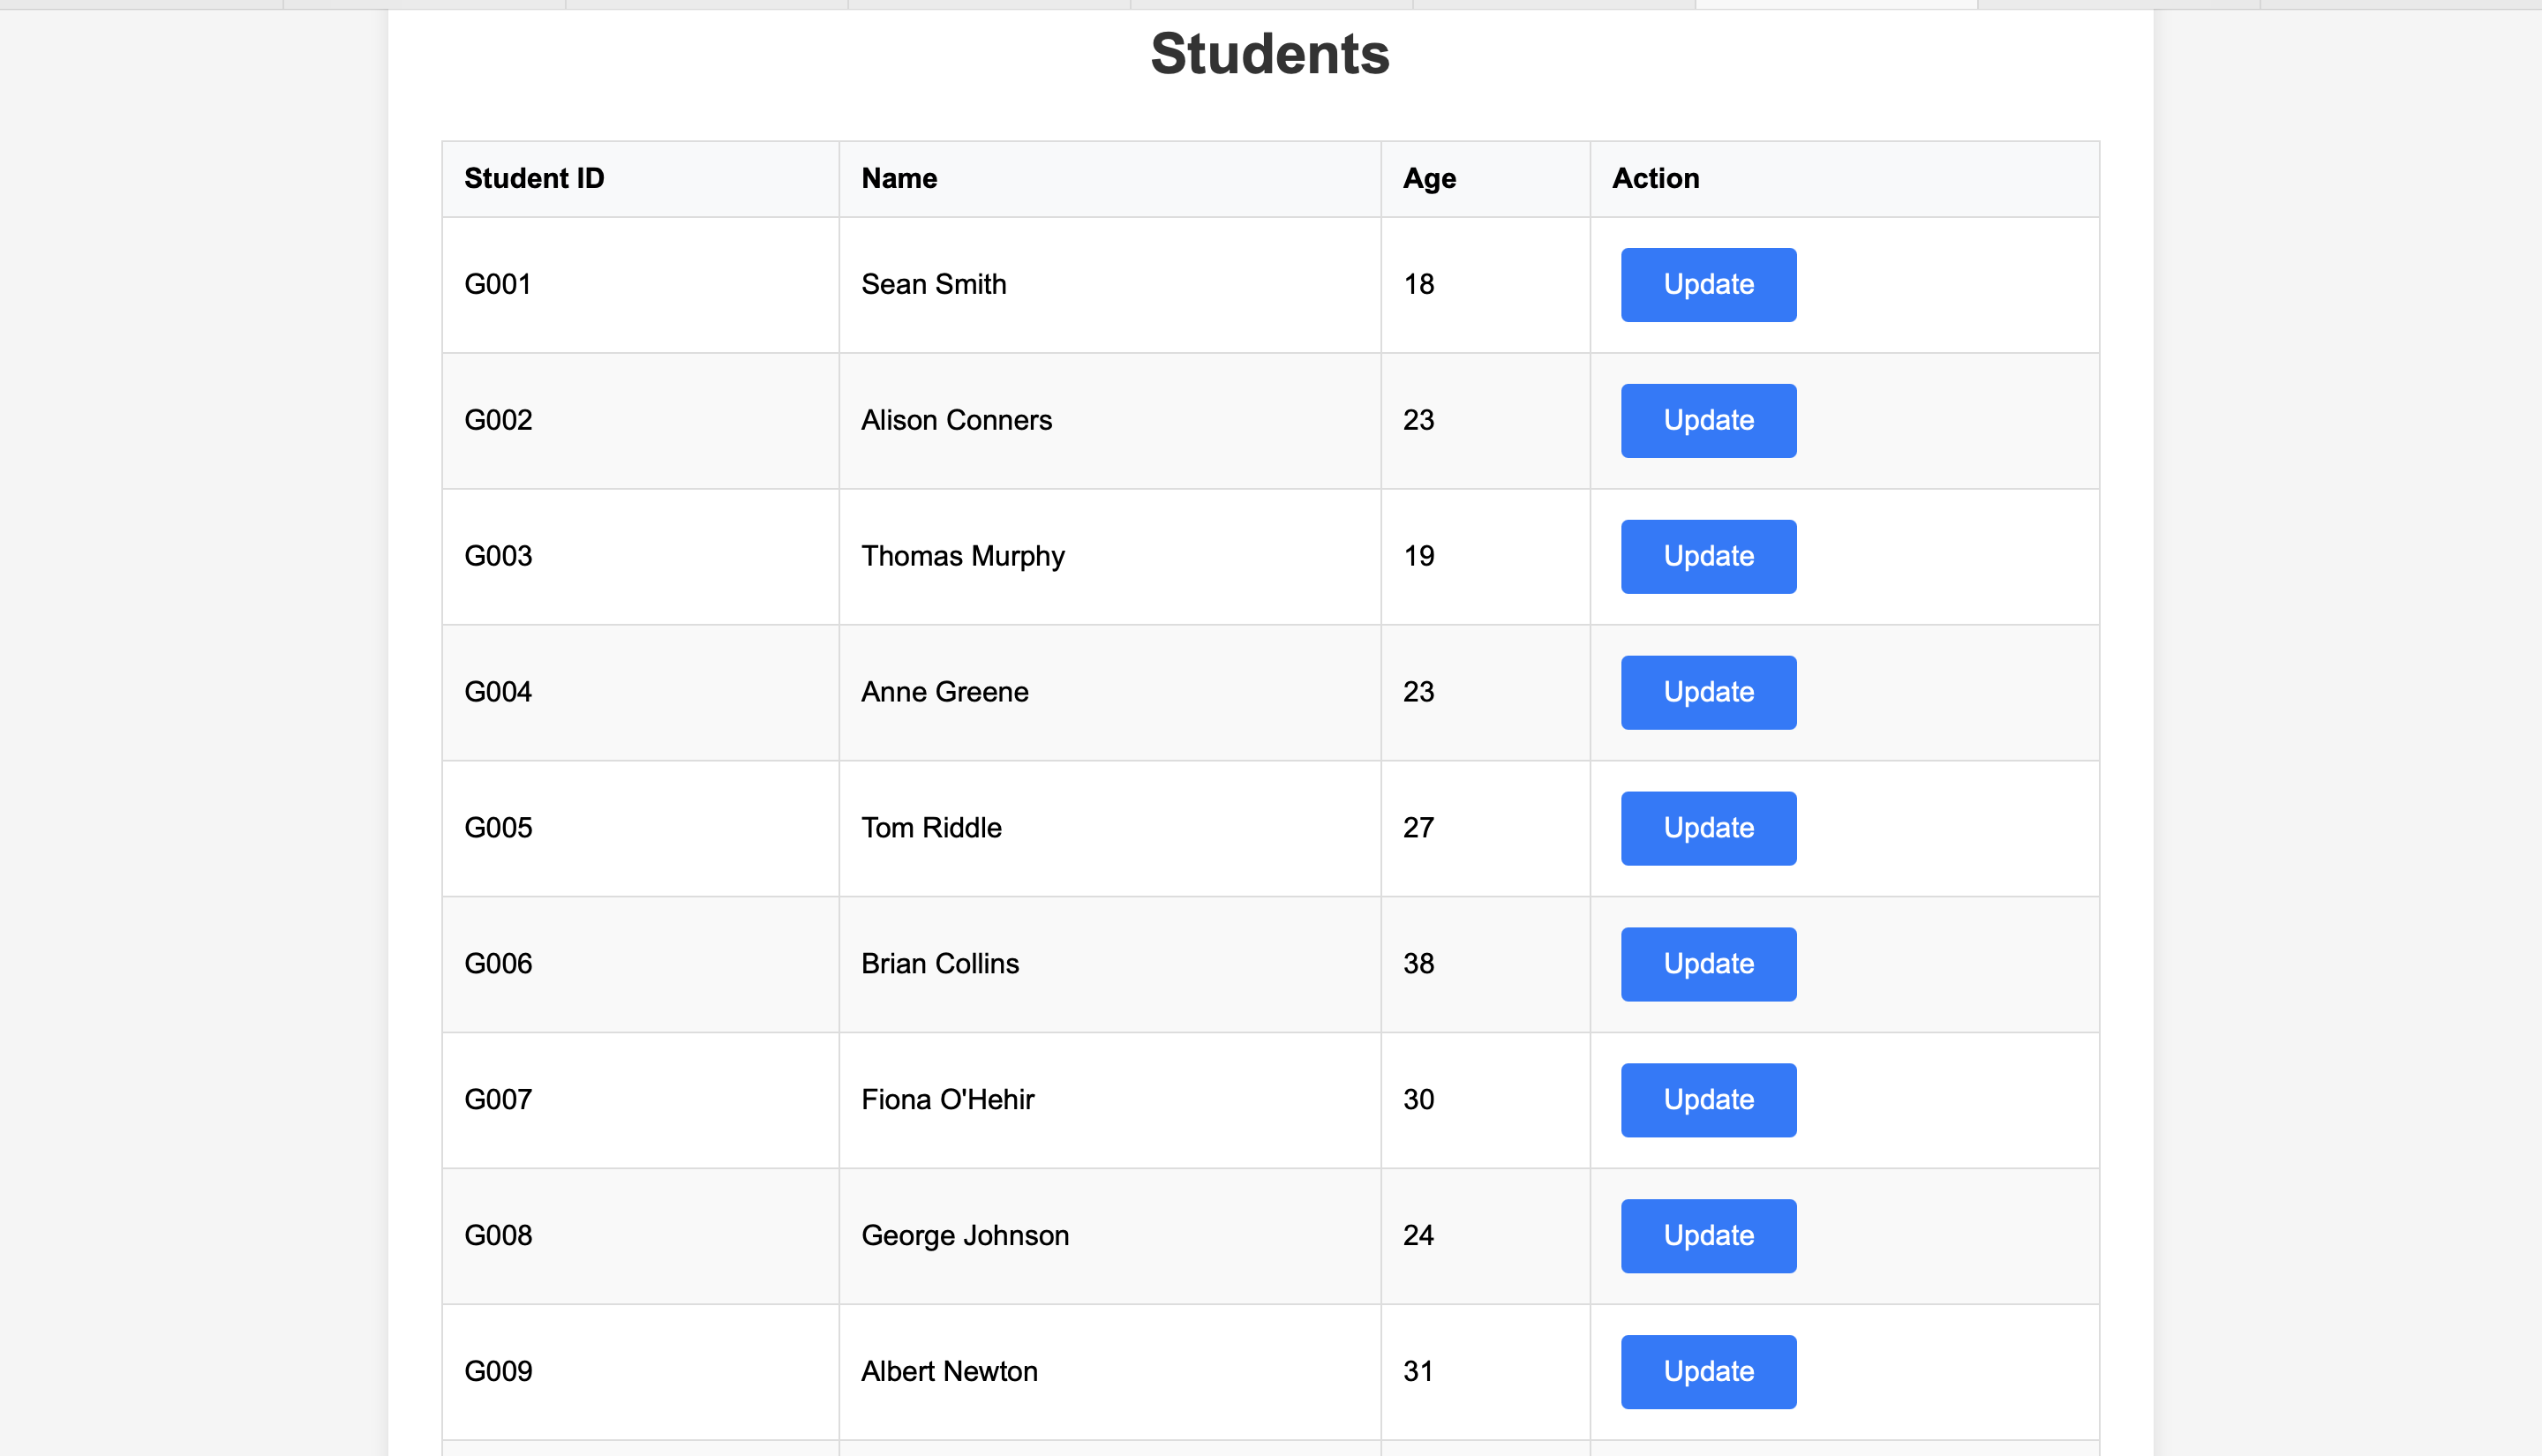 Students
Student ID Name Age Action
G001 Sean Smith 18 Update
G002 Alison Conners 23 Update
G003 Thomas Murphy 19 Update
G004 Anne Greene 23 Update
G005 Tom Riddle 27 Update
G006 Brian Collins 38 Update
G007 Fiona O'Hehir 30 Update
G008 George Johnson 24 Update
G009 Albert Newton 31 Update